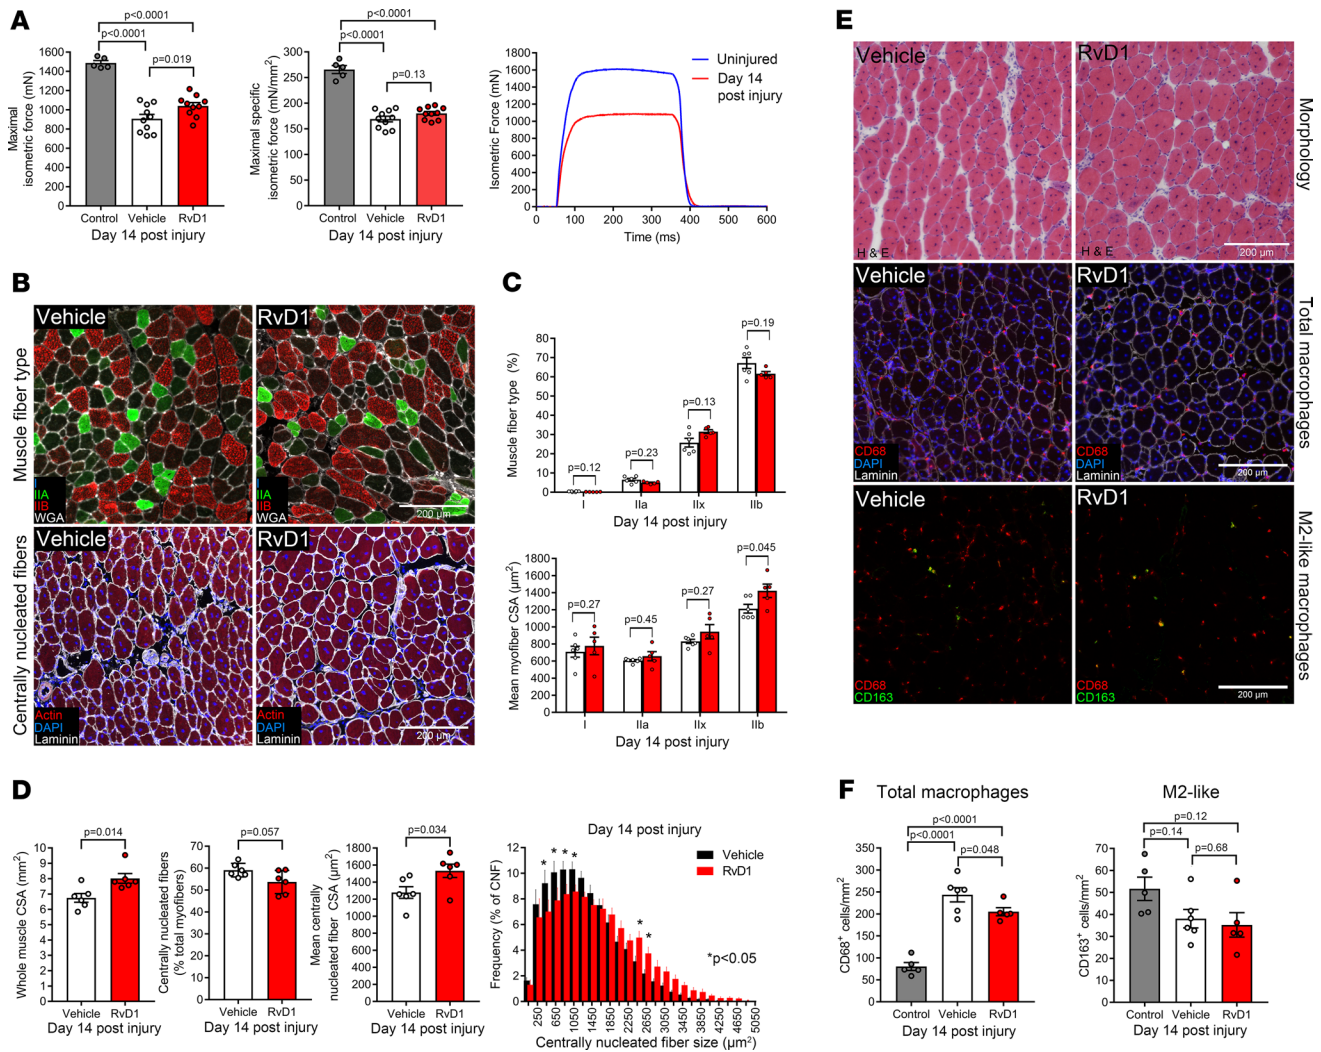 A
p<0.0001
p<0.0001
p=0.019
Maximal
isometric force (mN)
1600
1400
1200
1000
800
600
400
200
0
Control Vehicle RvD1
Day 14 post injury
p<0.0001
p<0.0001
p=0.13
Maximal specific
isometric force (mN/mm²)
300
250
200
150
100
50
0
Control Vehicle RvD1
Day 14 post injury
Isometric Force (mN)
1800
1600
1400
1200
1000
800
600
400
200
0
Uninjured
Day 14
post injury
0 100 200 300 400 500 600
Time (ms)
B
Muscle fiber type
Vehicle
I
IIA
IIB
WGA
RvD1
I
IIA
IIB
WGA
200 µm
Centrally nucleated fibers
Vehicle
Actin
DAPI
Laminin
RvD1
Actin
DAPI
Laminin
200 µm
C
Muscle fiber type (%)
80
70
60
50
40
30
20
10
0
p=0.12
p=0.23
p=0.13
p=0.19
I IIa IIx IIb
Day 14 post injury
Mean myofiber CSA (µm²)
1800
1600
1400
1200
1000
800
600
400
200
0
p=0.27
p=0.45
p=0.27
p=0.045
I IIa IIx IIb
Day 14 post injury
D
Whole muscle CSA (mm²)
10
9
8
7
6
5
4
3
2
1
0
p=0.014
Vehicle RvD1
Day 14 post injury
Centrally nucleated fibers
(% total myofibers)
70
60
50
40
30
20
10
0
p=0.057
Vehicle RvD1
Day 14 post injury
Mean centrally
nucleated fiber CSA (µm²)
1800
1600
1400
1200
1000
800
600
400
200
0
p=0.034
Vehicle RvD1
Day 14 post injury
Day 14 post injury
Frequency (% of CNF)
12
10
8
6
4
2
0
* * * *
* *
Vehicle
RvD1
*p<0.05
250 650 1050 1450 1850 2250 2650 3050 3450 3850 4250 4650 5050
Centrally nucleated fiber size (µm²)
E
Vehicle
H & E
RvD1
H & E
200 µm
Morphology
Vehicle
CD68
DAPI
Laminin
RvD1
CD68
DAPI
Laminin
200 µm
Total macrophages
Vehicle
CD68
CD163
RvD1
CD68
CD163
200 µm
M2-like macrophages
F
Total macrophages
p<0.0001
p<0.0001
p=0.048
CD68⁺ cells/mm²
350
300
250
200
150
100
50
0
Control Vehicle RvD1
Day 14 post injury
M2-like
p=0.12
p=0.14
p=0.68
CD163⁺ cells/mm²
70
60
50
40
30
20
10
0
Control Vehicle RvD1
Day 14 post injury